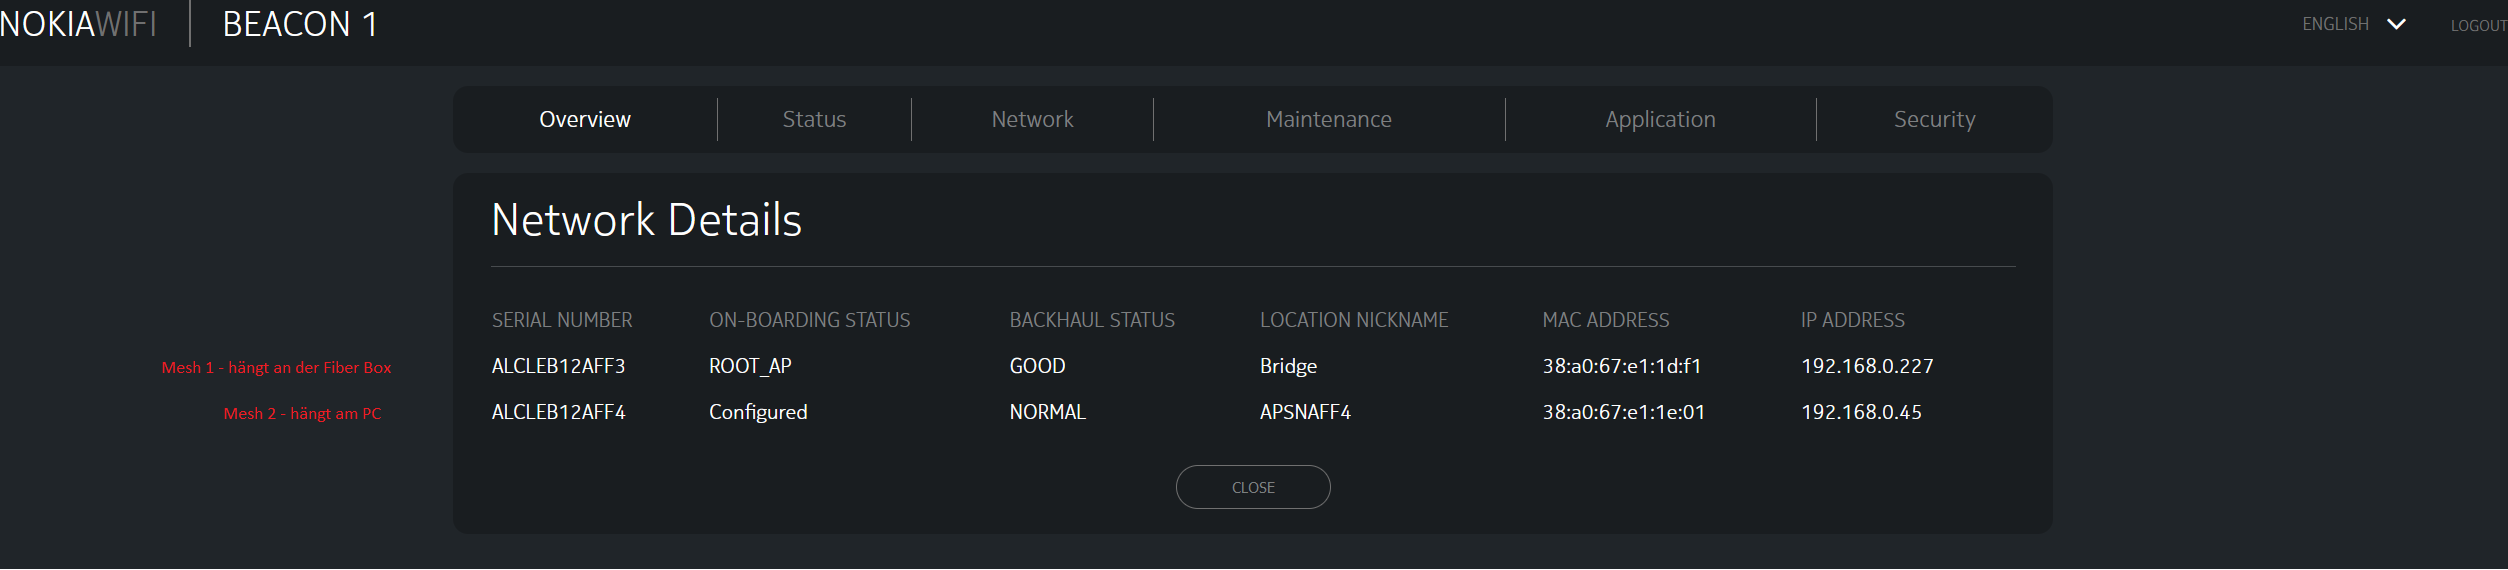 NOKIAWIFI BEACON 1 ENGLISH LOGOUT
Overview Status Network Maintenance Application Security
Network Details
SERIAL NUMBER ON-BOARDING STATUS BACKHAUL STATUS LOCATION NICKNAME MAC ADDRESS IP ADDRESS
Mesh 1 - hängt an der Fiber Box ALCLEB12AFF3 ROOT_AP GOOD Bridge 38:a0:67:e1:1d:f1 192.168.0.227
Mesh 2 - hängt am PC ALCLEB12AFF4 Configured NORMAL APSNAFF4 38:a0:67:e1:1e:01 192.168.0.45
CLOSE